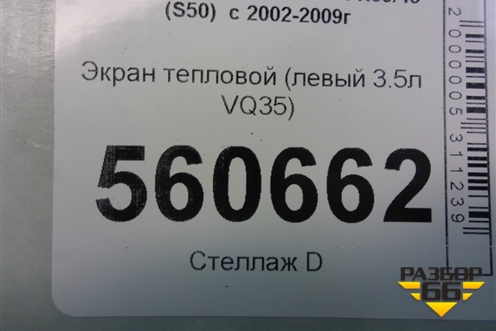 (S50) с 2002-2009г
Экран тепловой (левый 3.5л
VQ35)
560662
Стеллаж D
2000005311239
РАЗБОР
66